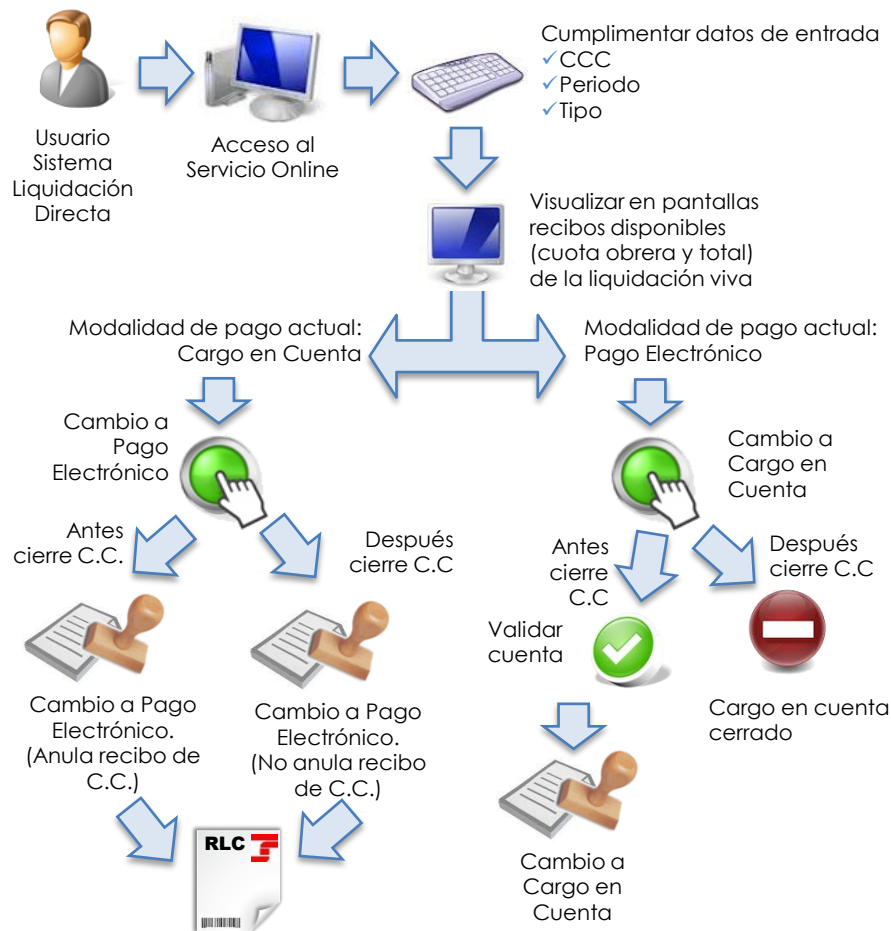 Usuario
Sistema
Liquidación
Directa
Acceso al
Servicio Online
Cumplimentar datos de entrada
✓CCC
✓Periodo
✓Tipo
Visualizar en pantallas
recibos disponibles
(cuota obrera y total)
de la liquidación viva
Modalidad de pago actual:
Cargo en Cuenta
Modalidad de pago actual:
Pago Electrónico
Cambio a
Pago
Electrónico
Cambio a
Cargo en
Cuenta
Antes
cierre C.C.
Después
cierre C.C
Antes
cierre
C.C
Después
cierre C.C
Validar
cuenta
Cambio a Pago
Electrónico.
(Anula recibo de
C.C.)
Cambio a Pago
Electrónico.
(No anula recibo
de C.C.)
Cargo en cuenta
cerrado
RLC
Cambio a
Cargo en
Cuenta